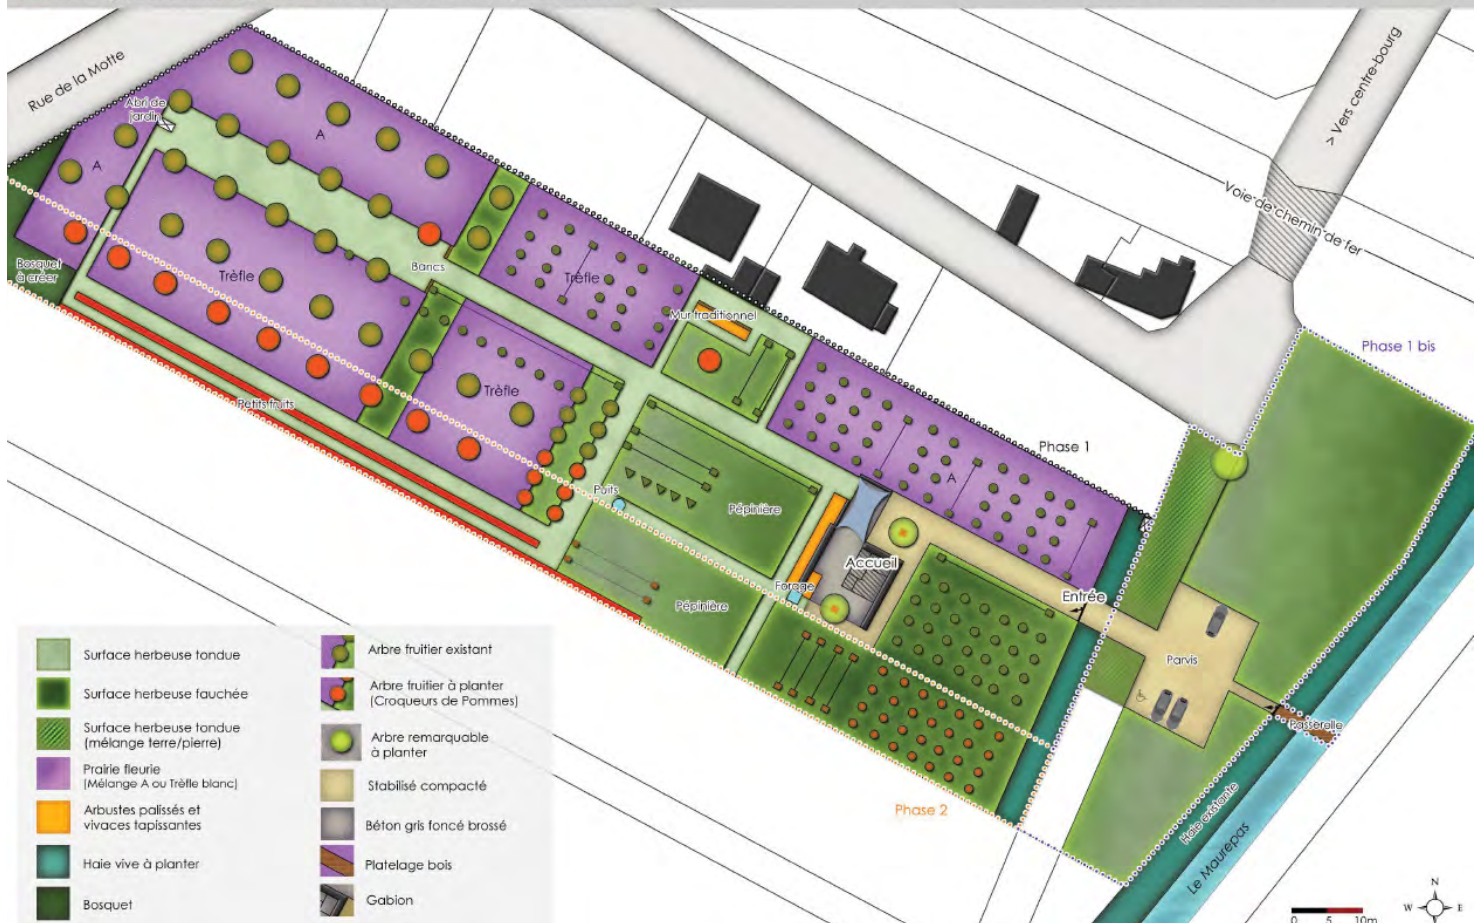 Rue de la Motte
> Vers centre-bourg
Abri de
jardin
A
A
Voie de chemin de fer
Bancs
Trèfle
Bosquet
à créer
Trèfle
Mur traditionnel
Phase 1 bis
Trèfle
Petits fruits
Phase 1
A
Puits
Pépinière
Accueil
Forage
Entrée
Pépinière
Parvis
Passerelle
Phase 2
Haie existante
Le Maurepas
Surface herbeuse tondue
Surface herbeuse fauchée
Surface herbeuse tondue
(mélange terre/pierre)
Prairie fleurie
(Mélange A ou Trèfle blanc)
Arbustes palissés et
vivaces tapissantes
Haie vive à planter
Bosquet
Arbre fruitier existant
Arbre fruitier à planter
(Croqueurs de Pommes)
Arbre remarquable
à planter
Stabilisé compacté
Béton gris foncé brossé
Platelage bois
Gabion
0 5 10m
N
W E